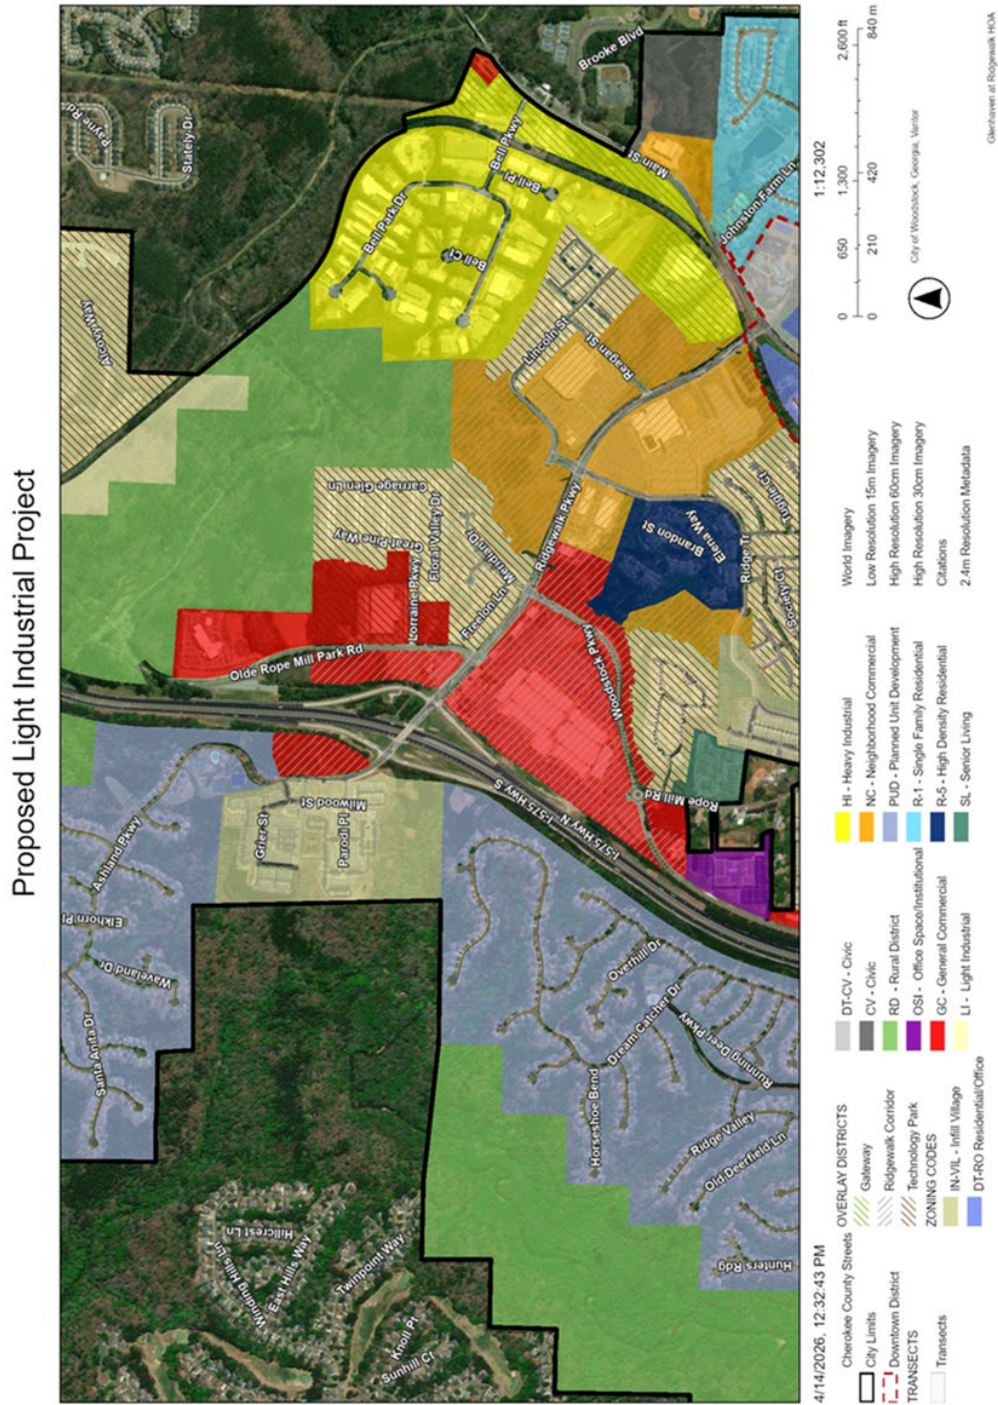 Proposed Light Industrial Project
Payne Rd
Stately Dr
Brooke Blvd
Alcovy Way
Bell Park Dr
Bell Pkwy
Bell Pl
Bell Ct
Main St
Johnston Farm Ln
Lincoln St
Reagan St
Carriage Glen Ln
Great Pine Way
Floral Valley Dr
Meridian Dr
Lorraine Pkwy
Freelon Ln
Ridgewalk Pkwy
Brandon St
Elena Way
Ridge Tr
Tuggle Ct
Society Ct
Olde Rope Mill Park Rd
Woodstock Pkwy
Rope Mill Rd
I-575 Hwy S
I-575 Hwy N
I-575 Hwy N
Ashland Pkwy
Elkhorn Pl
Waveland Dr
Santa Anita Dr
Grier St
Milwood St
Parodi Pl
Overhill Dr
Dream Catcher Dr
Running Deer Pkwy
Horseshoe Bend
Ridge Valley
Old Deerfield Ln
Hunters Rdg
Hillcrest Ln
Winding Hills Ln
East Hills Way
Twinpoint Way
Knoll Pt
Sunhill Ct
4/14/2026, 12:32:43 PM
Cherokee County Streets
City Limits
Downtown District
TRANSECTS
Transects
OVERLAY DISTRICTS
Gateway
Ridgewalk Corridor
Technology Park
ZONING CODES
IN-VIL - Infill Village
DT-RO Residential/Office
DT-CV - Civic
CV - Civic
RD - Rural District
OSI - Office Space/Institutional
GC - General Commercial
LI - Light Industrial
HI - Heavy Industrial
NC - Neighborhood Commercial
PUD - Planned Unit Development
R-1 - Single Family Residential
R-5 - High Density Residential
SL - Senior Living
World Imagery
Low Resolution 15m Imagery
High Resolution 60cm Imagery
High Resolution 30cm Imagery
Citations
2.4m Resolution Metadata
1:12,302
0 650 1,300 2,600 ft
0 210 420 840 m
City of Woodstock, Georgia, Vantor
Glenhaven at Ridgewalk HOA